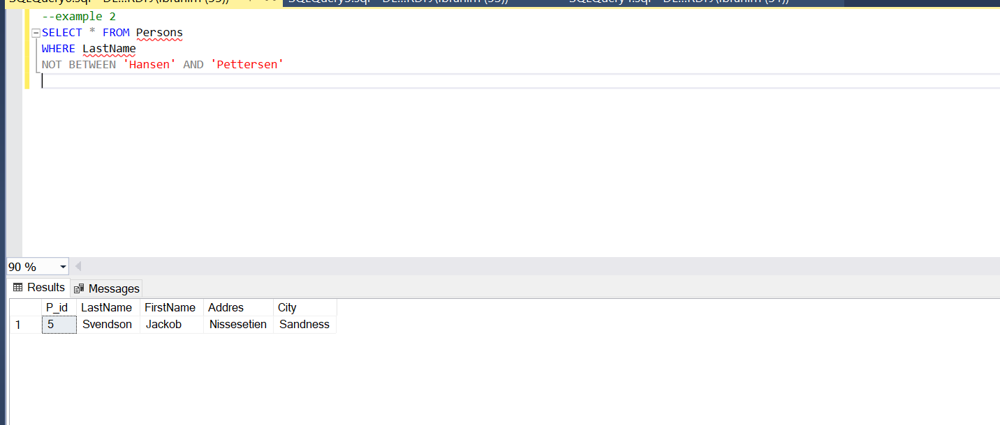 --example 2
SELECT * FROM Persons
WHERE LastName
NOT BETWEEN 'Hansen' AND 'Pettersen'
90 %
Results Messages
P_id LastName FirstName Addres City
1 5 Svendson Jackob Nissesetien Sandness